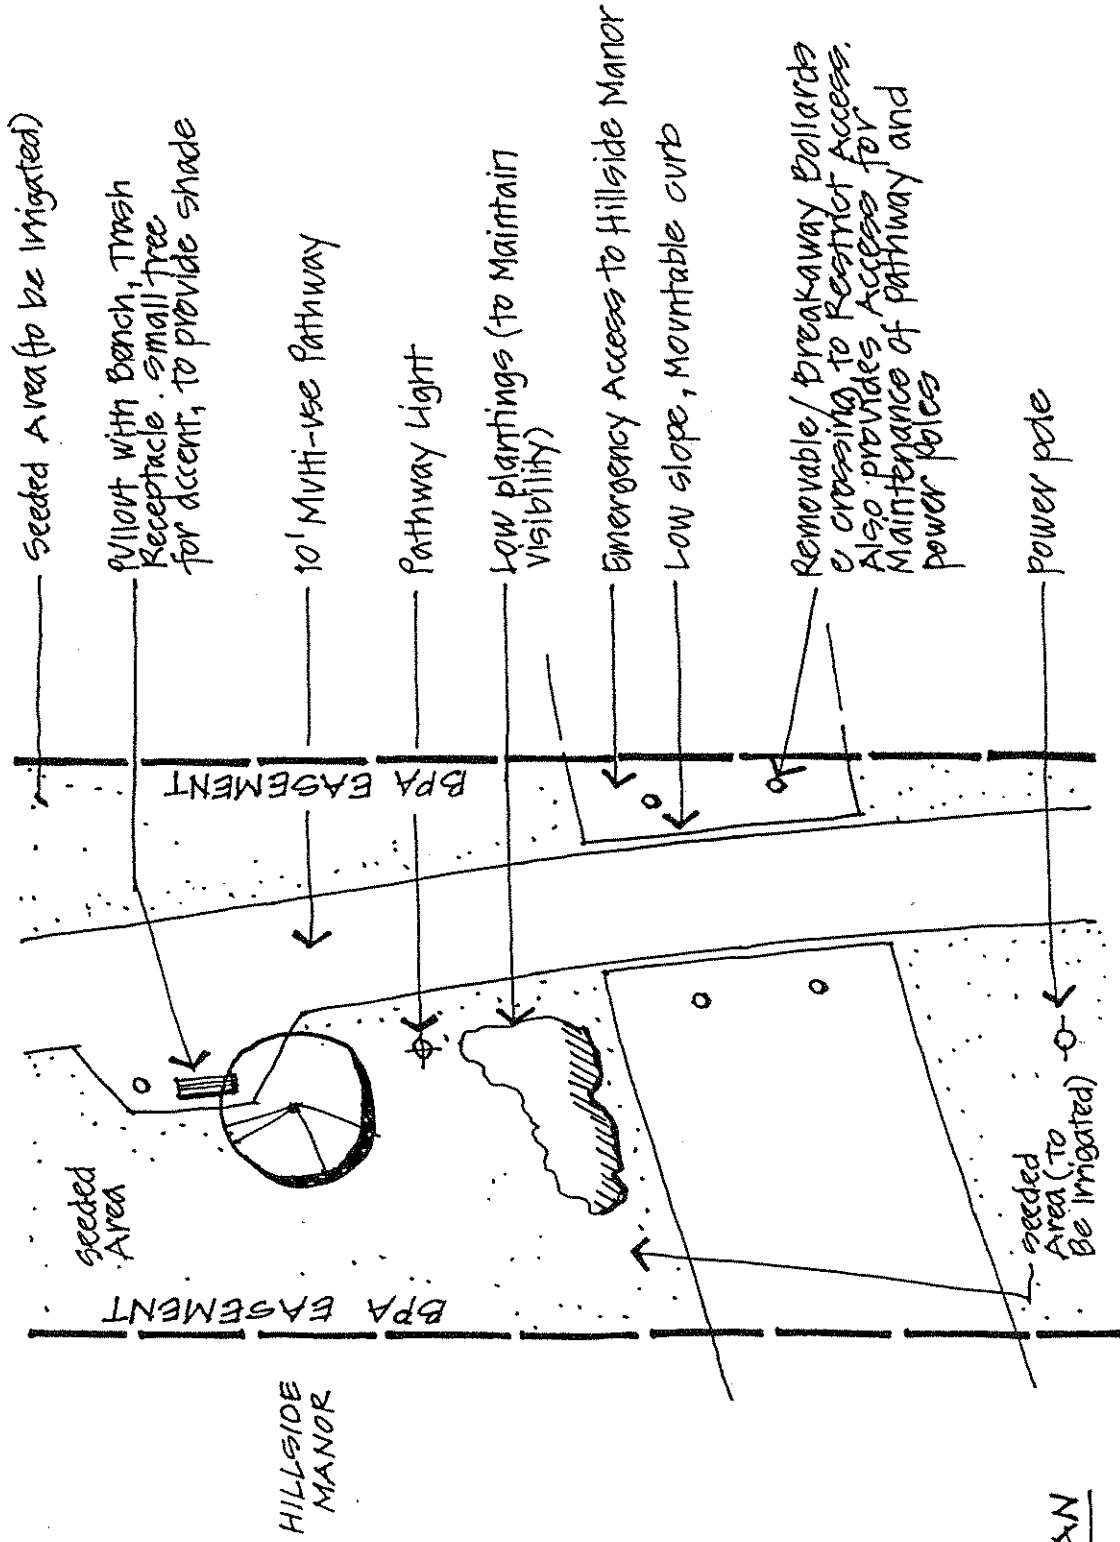 Seeded Area (to be Irrigated)
Pullout with Bench, Trash
Receptacle. Small Tree
for accent, to provide shade
10' Multi-use Pathway
Pathway Light
Low plantings (to Maintain
Visibility)
Emergency Access to Hillside Manor
Low slope, Mountable curb
Removable/Breakaway Bollards
@ crossing to Restrict Access.
Also provides Access for
Maintenance of pathway and
power poles
Power pole
BPA EASEMENT
Seeded
Area
Seeded
Area (to
Be Irrigated)
BPA EASEMENT
HILLSIDE
MANOR